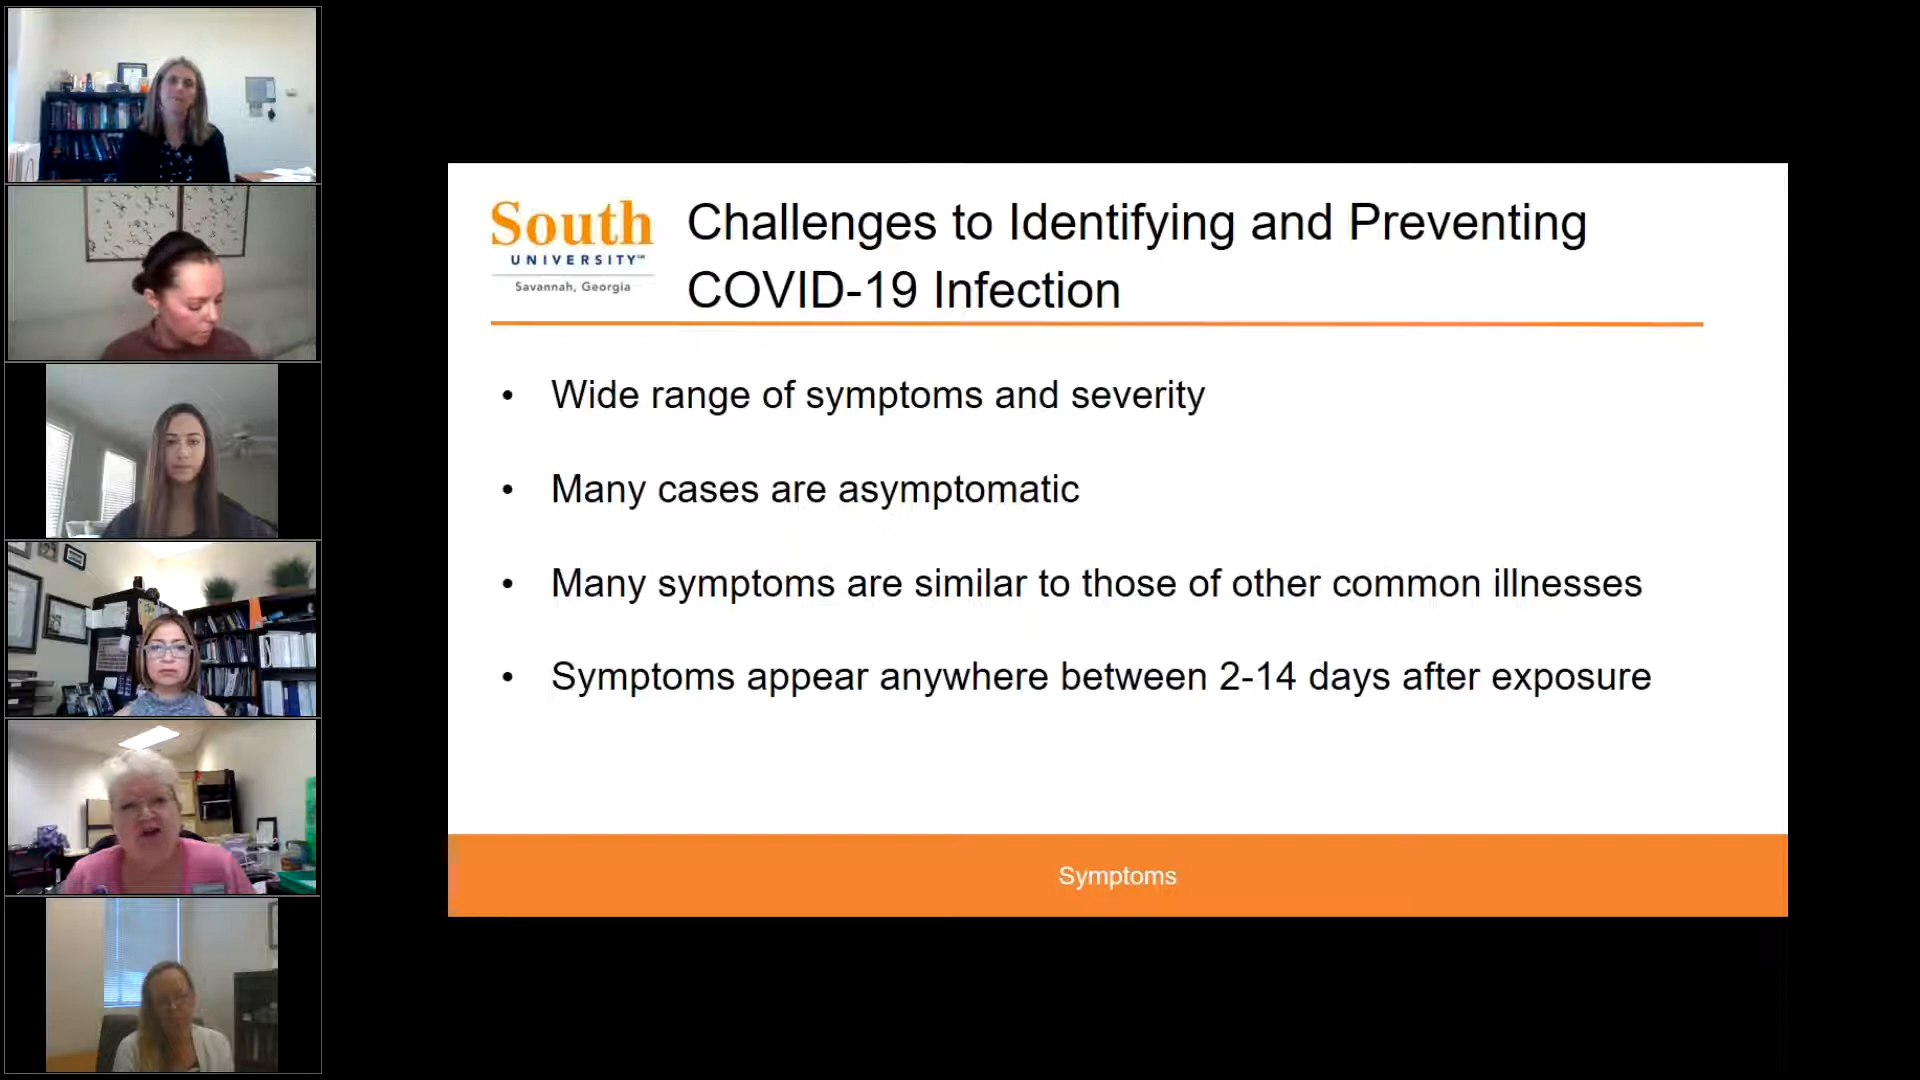 South
UNIVERSITY℠
Savannah, Georgia
Challenges to Identifying and Preventing
COVID-19 Infection
• Wide range of symptoms and severity
• Many cases are asymptomatic
• Many symptoms are similar to those of other common illnesses
• Symptoms appear anywhere between 2-14 days after exposure
Symptoms